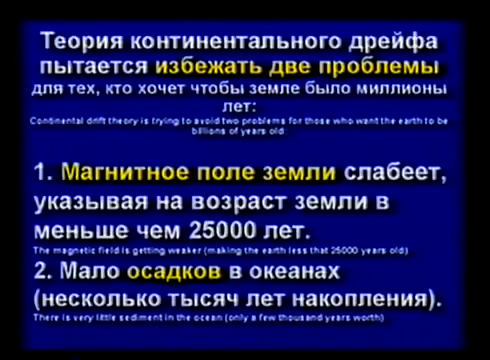 Теория континентального дрейфа
пытается избежать две проблемы
для тех, кто хочет чтобы земле было миллионы
лет:
Continental drift theory is trying to avoid two problems for those who want the earth to be
billions of years old:
1. Магнитное поле земли слабеет,
указывая на возраст земли в
меньше чем 25000 лет.
The magnetic field is getting weaker (making the earth less that 25000 years old)
2. Мало осадков в океанах
(несколько тысяч лет накопления).
There is very little sediment in the ocean (only a few thousand years worth)